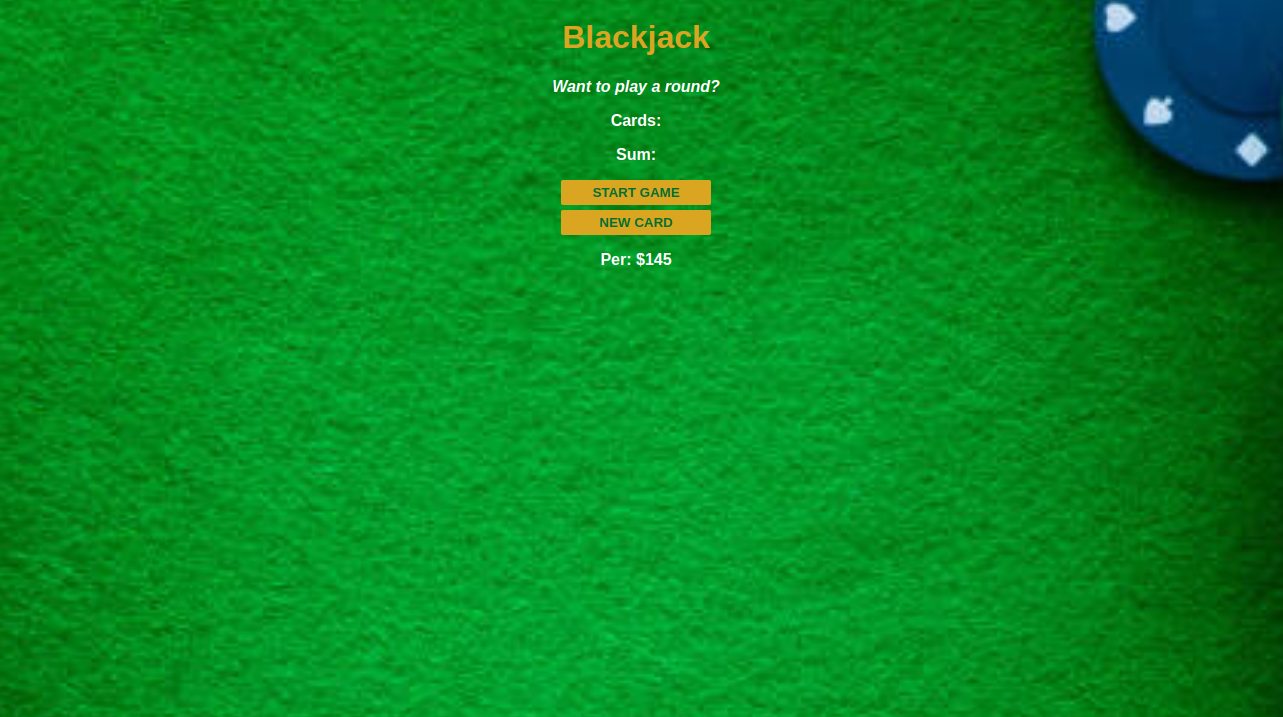 Blackjack
Want to play a round?
Cards:
Sum:
START GAME
NEW CARD
Per: $145